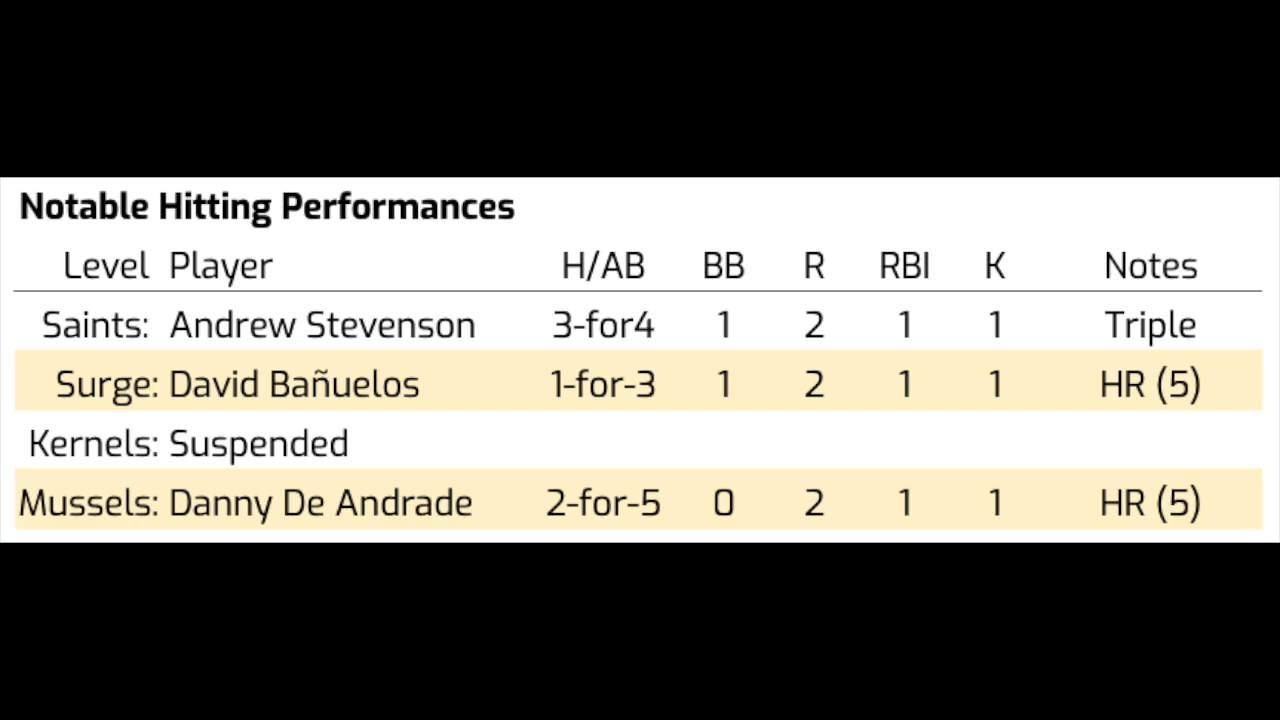 Notable Hitting Performances
Level Player H/AB BB R RBI K Notes
Saints: Andrew Stevenson 3-for4 1 2 1 1 Triple
Surge: David Bañuelos 1-for-3 1 2 1 1 HR (5)
Kernels: Suspended
Mussels: Danny De Andrade 2-for-5 0 2 1 1 HR (5)